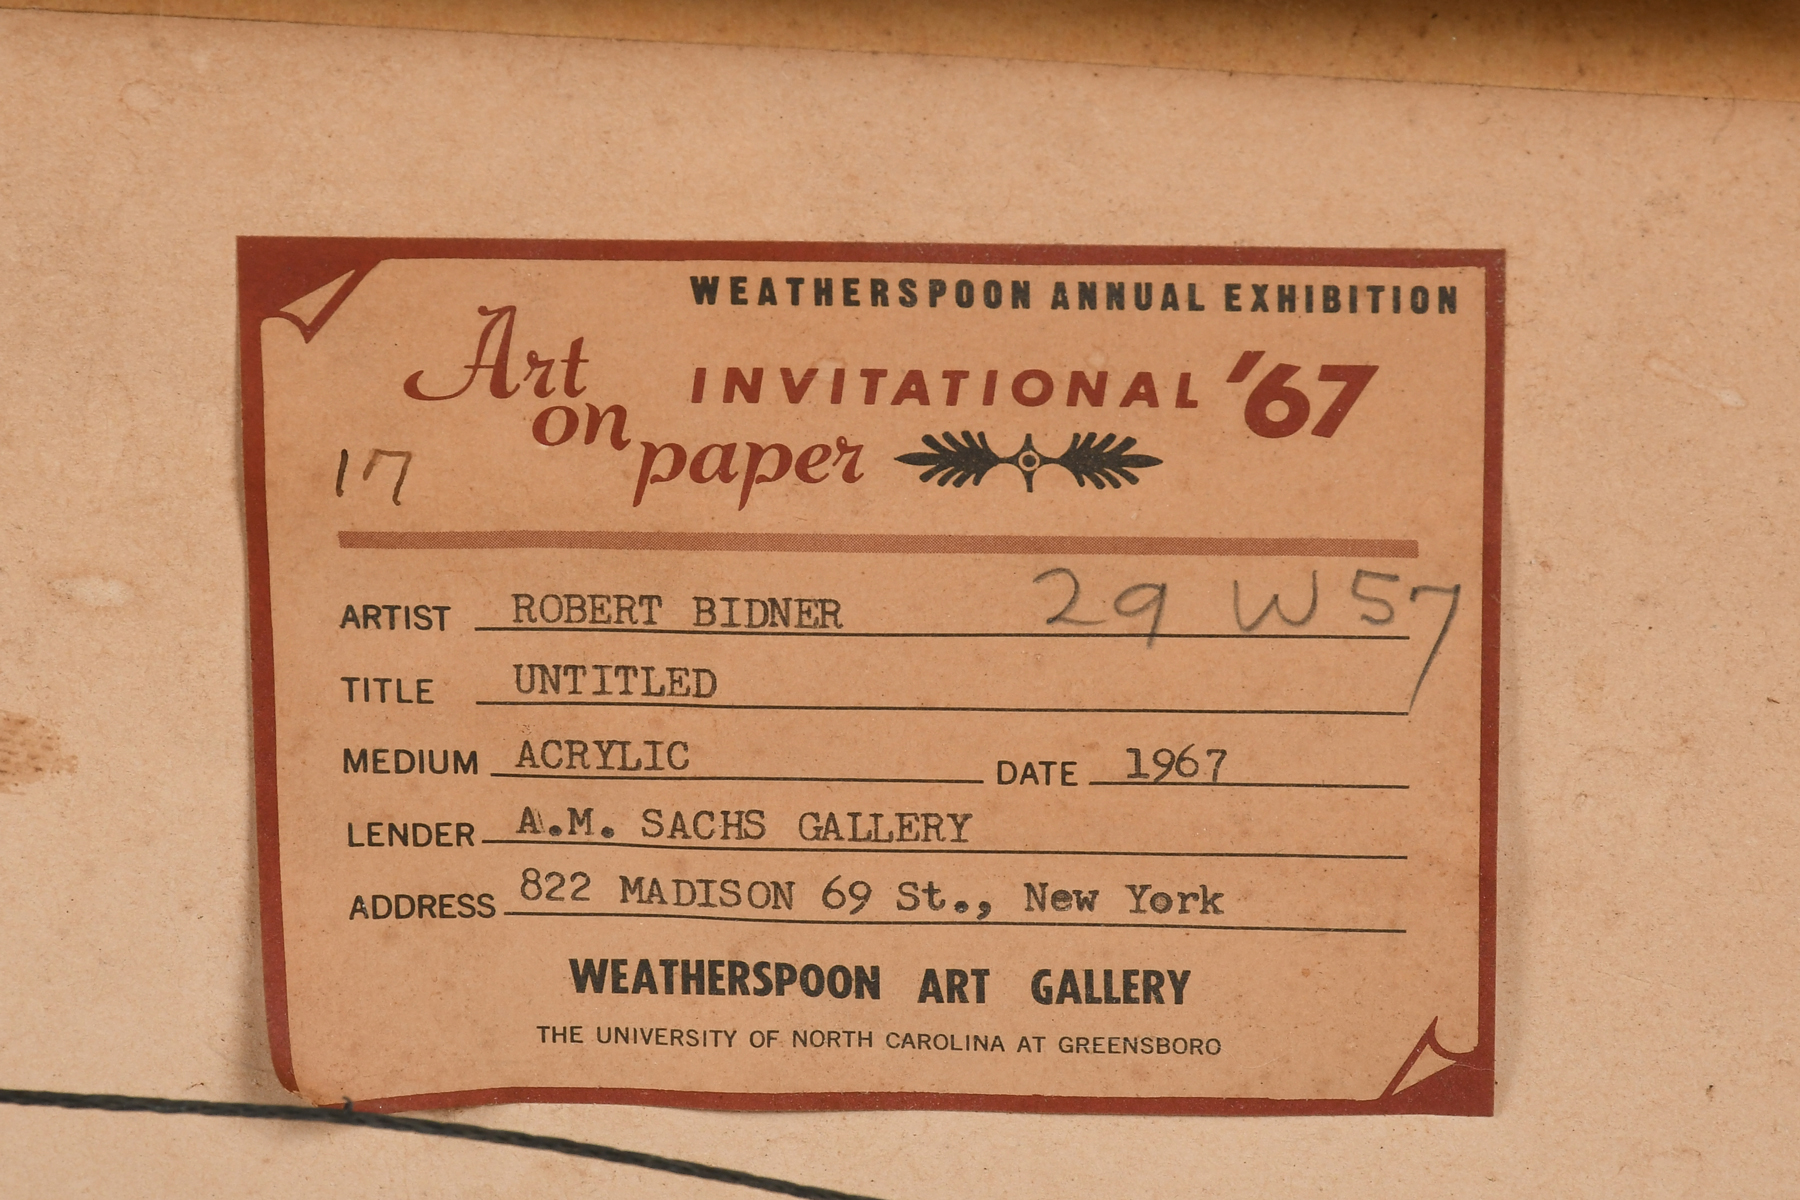 WEATHERSPOON ANNUAL EXHIBITION
Art on paper
INVITATIONAL '67
17
ARTIST ROBERT BIDNER 29 W 57
TITLE UNTITLED
MEDIUM ACRYLIC DATE 1967
LENDER A.M. SACHS GALLERY
ADDRESS 822 MADISON 69 St., New York
WEATHERSPOON ART GALLERY
THE UNIVERSITY OF NORTH CAROLINA AT GREENSBORO